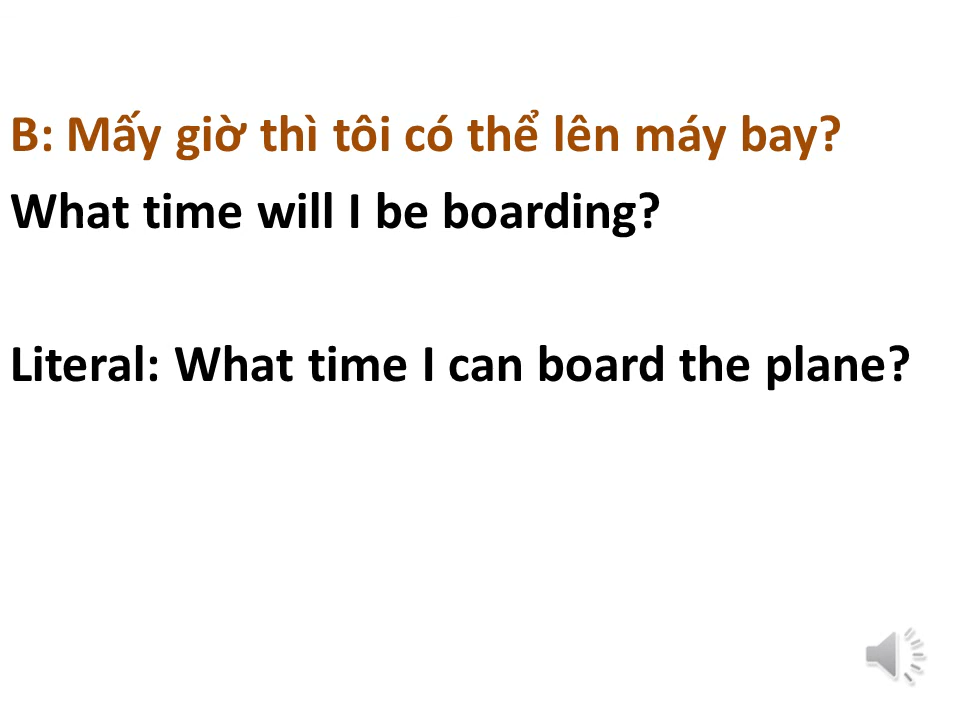 B: Mấy giờ thì tôi có thể lên máy bay?
What time will I be boarding?
Literal: What time I can board the plane?